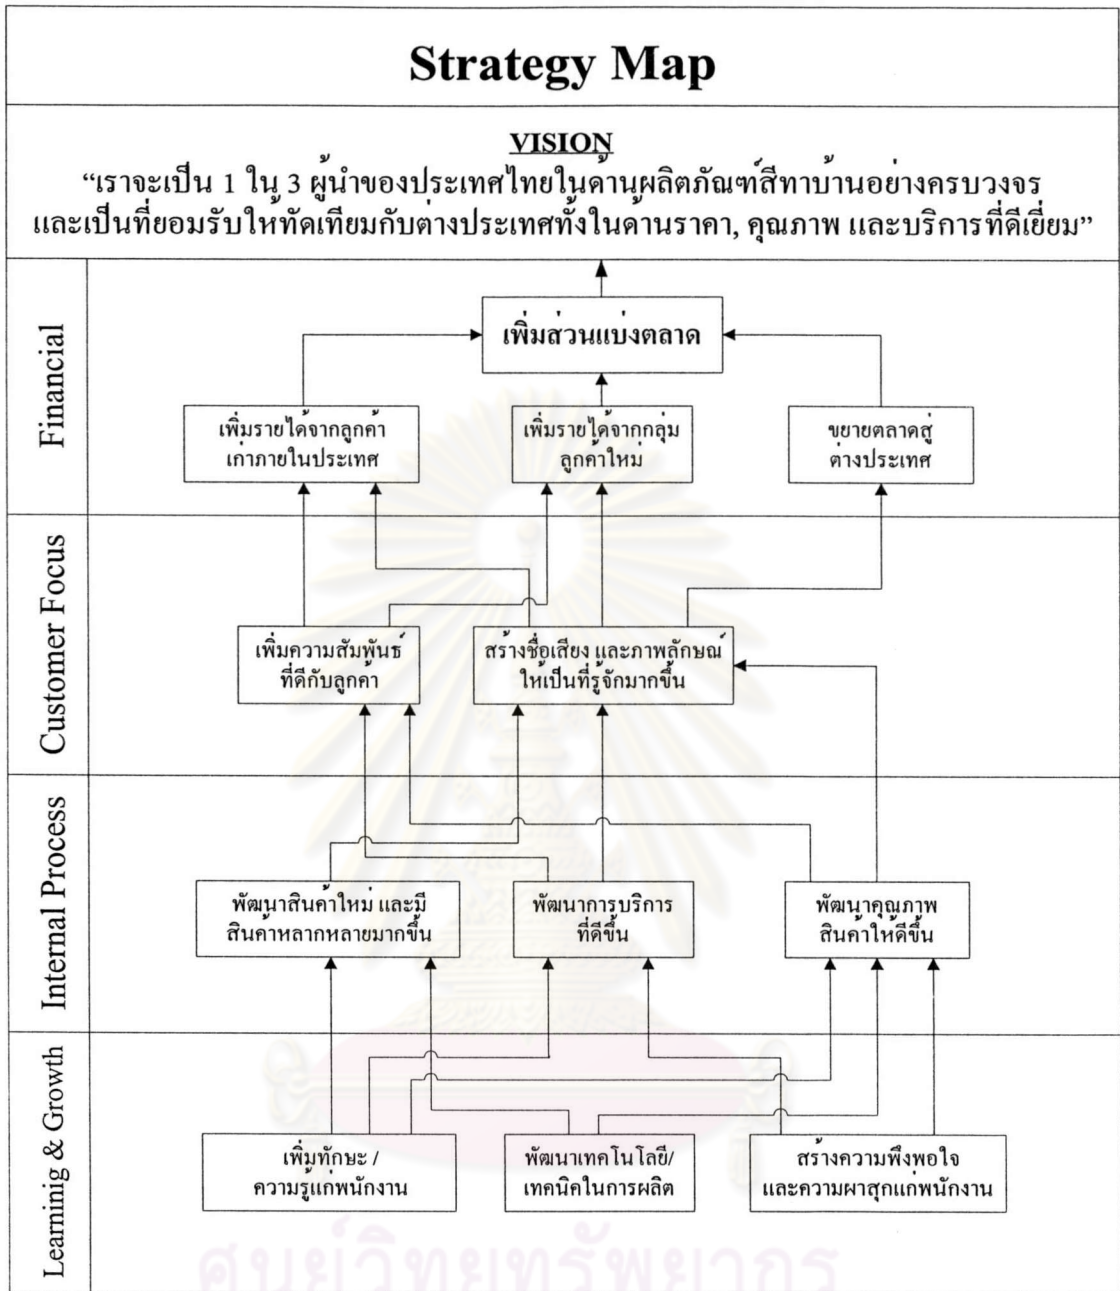 Strategy Map
VISION
“เราจะเป็น 1 ใน 3 ผู้นำของประเทศไทยในด้านผลิตภัณฑ์สีทาบ้านอย่างครบวงจร
และเป็นที่ยอมรับให้ทัดเทียมกับต่างประเทศทั้งในด้านราคา, คุณภาพ และบริการที่ดีเยี่ยม”
Financial
เพิ่มส่วนแบ่งตลาด
เพิ่มรายได้จากลูกค้า
เก่าภายในประเทศ
เพิ่มรายได้จากกลุ่ม
ลูกค้าใหม่
ขยายตลาดสู่
ต่างประเทศ
Customer Focus
เพิ่มความสัมพันธ์
ที่ดีกับลูกค้า
สร้างชื่อเสียง และภาพลักษณ์
ให้เป็นที่รู้จักมากขึ้น
Internal Process
พัฒนาสินค้าใหม่ และมี
สินค้าหลากหลายมากขึ้น
พัฒนาการบริการ
ที่ดีขึ้น
พัฒนาคุณภาพ
สินค้าให้ดีขึ้น
Learninig & Growth
เพิ่มทักษะ /
ความรู้แก่พนักงาน
พัฒนาเทคโนโลยี/
เทคนิคในการผลิต
สร้างความพึงพอใจ
และความผาสุกแก่พนักงาน
ศูนย์วิทยทรัพยากร